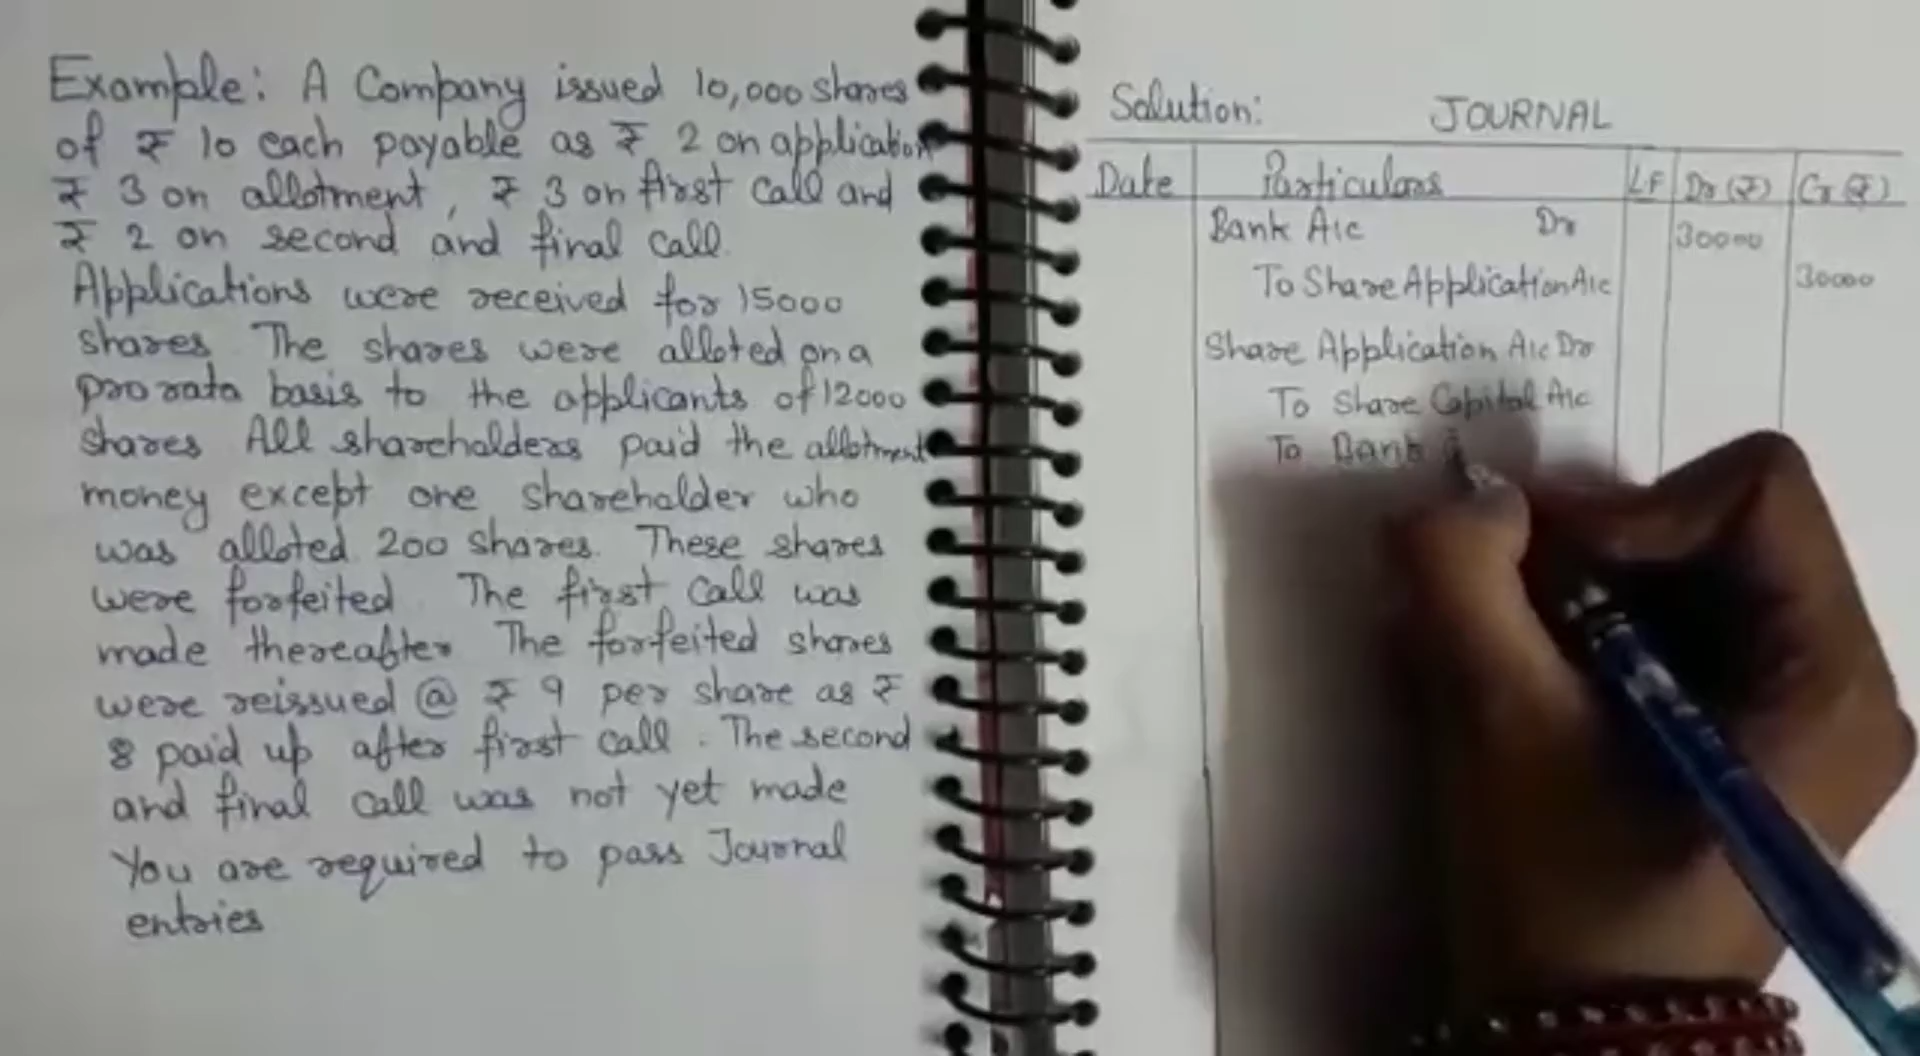 Example: A Company issued 10,000 shares
of ₹ 10 each payable as ₹ 2 on application
₹ 3 on allotment, ₹ 3 on first call and
₹ 2 on second and final call.
Applications were received for 15000
shares. The shares were alloted on a
pro rata basis to the applicants of 12000
shares. All shareholders paid the allotment
money except one shareholder who
was alloted 200 shares. These shares
were forfeited. The first call was
made thereafter. The forfeited shares
were reissued @ ₹ 9 per share as ₹
8 paid up after first call. The second
and final call was not yet made
You are required to pass Journal
entries
Solution: JOURNAL
Date Particulars LF Dr (₹) Cr (₹)
Bank A/c Dr 30000
To Share Application A/c 30000
Share Application A/c Dr
To Share Capital A/c
To Bank